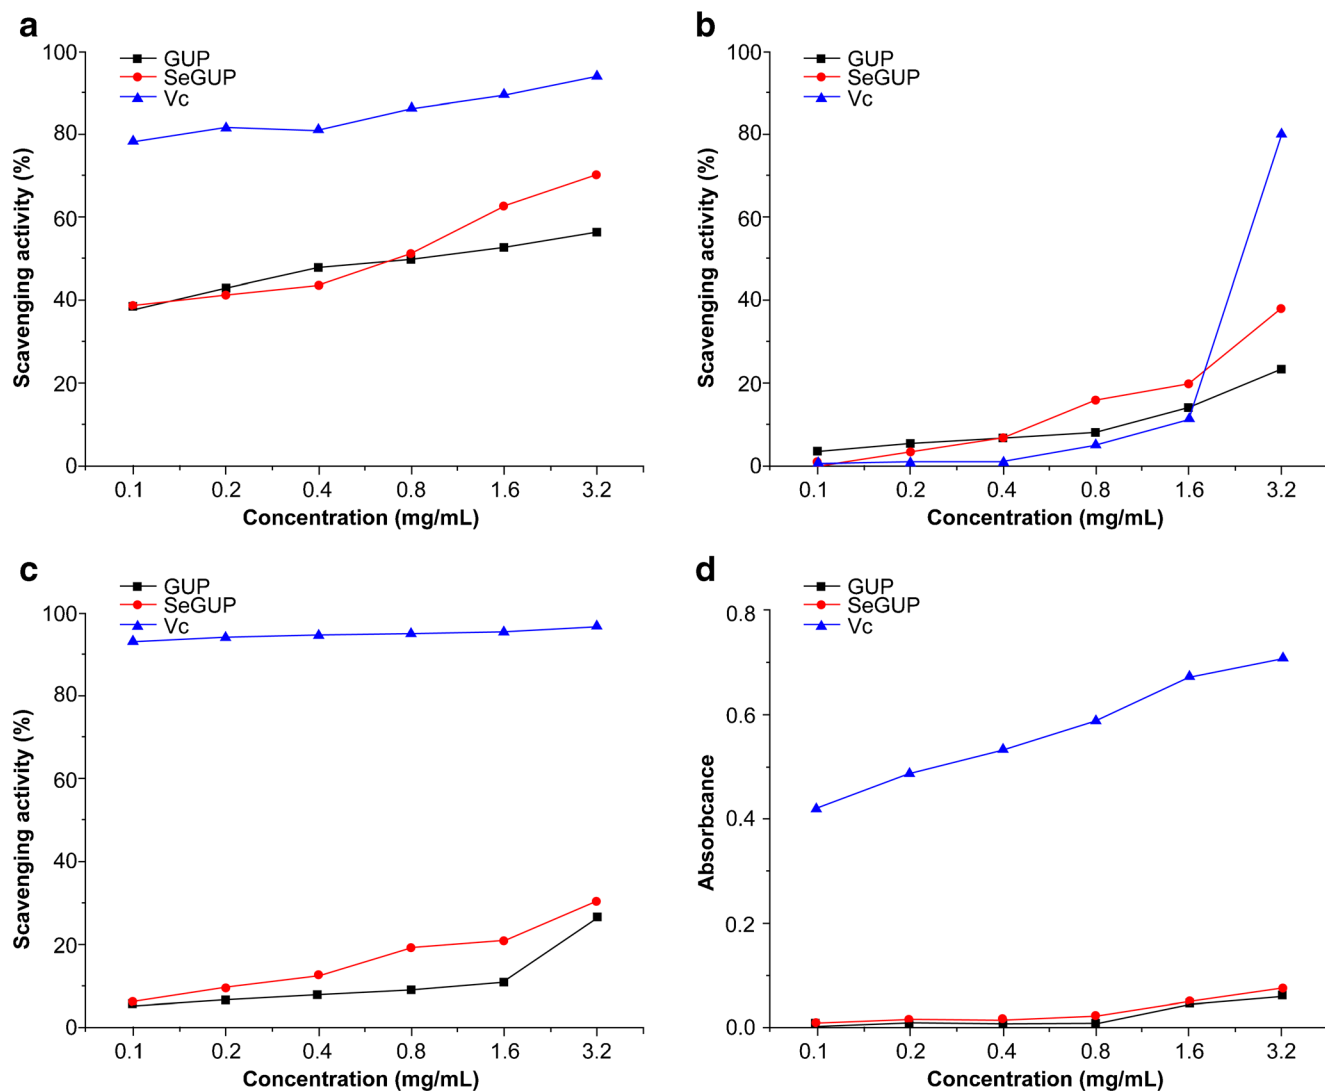 a
100
80
60
40
20
0
GUP
SeGUP
Vc
Scavenging activity (%)
0.1 0.2 0.4 0.8 1.6 3.2
Concentration (mg/mL)
b
100
80
60
40
20
0
GUP
SeGUP
Vc
Scavenging activity (%)
0.1 0.2 0.4 0.8 1.6 3.2
Concentration (mg/mL)
c
100
80
60
40
20
0
GUP
SeGUP
Vc
Scavenging activity (%)
0.1 0.2 0.4 0.8 1.6 3.2
Concentration (mg/mL)
d
0.8
0.6
0.4
0.2
0.0
GUP
SeGUP
Vc
Absorbcance
0.1 0.2 0.4 0.8 1.6 3.2
Concentration (mg/mL)